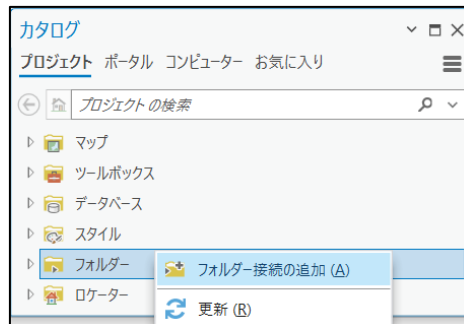 カタログ
プロジェクト ポータル コンピューター お気に入り
プロジェクトの検索
マップ
ツールボックス
データベース
スタイル
フォルダー
フォルダー接続の追加 (A)
ロケーター
更新 (R)